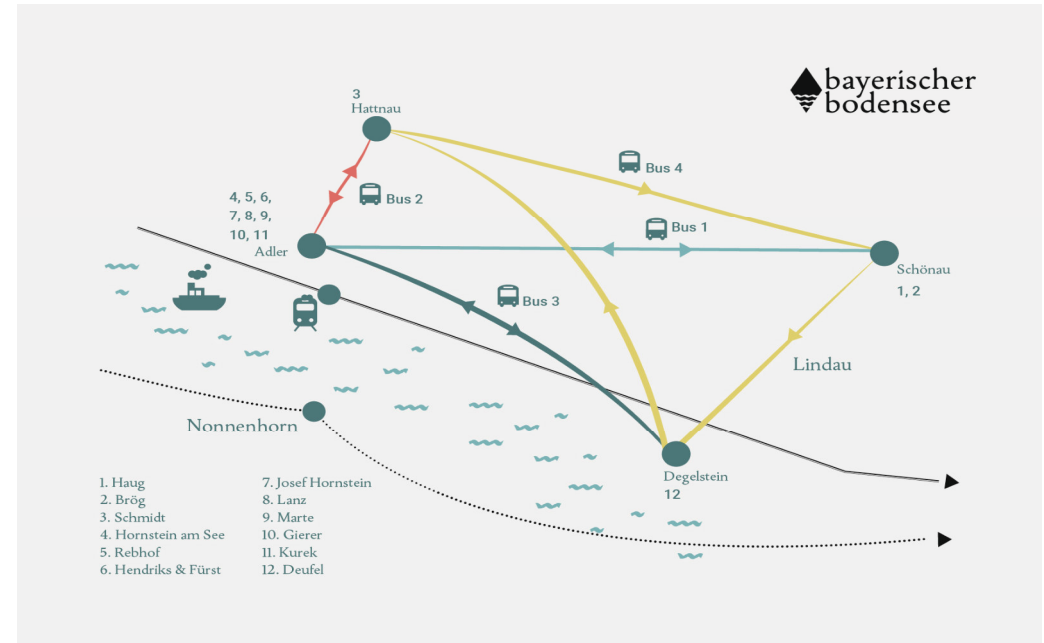 bayerischer
bodensee
3
Hattnau
Bus 4
4, 5, 6,
7, 8, 9,
10, 11
Adler
Bus 2
Bus 1
Schönau
1, 2
Bus 3
Lindau
Nonnenhorn
Degelstein
12
1. Haug
2. Brög
3. Schmidt
4. Hornstein am See
5. Rebhof
6. Hendriks & Fürst
7. Josef Hornstein
8. Lanz
9. Marte
10. Gierer
11. Kurek
12. Deufel